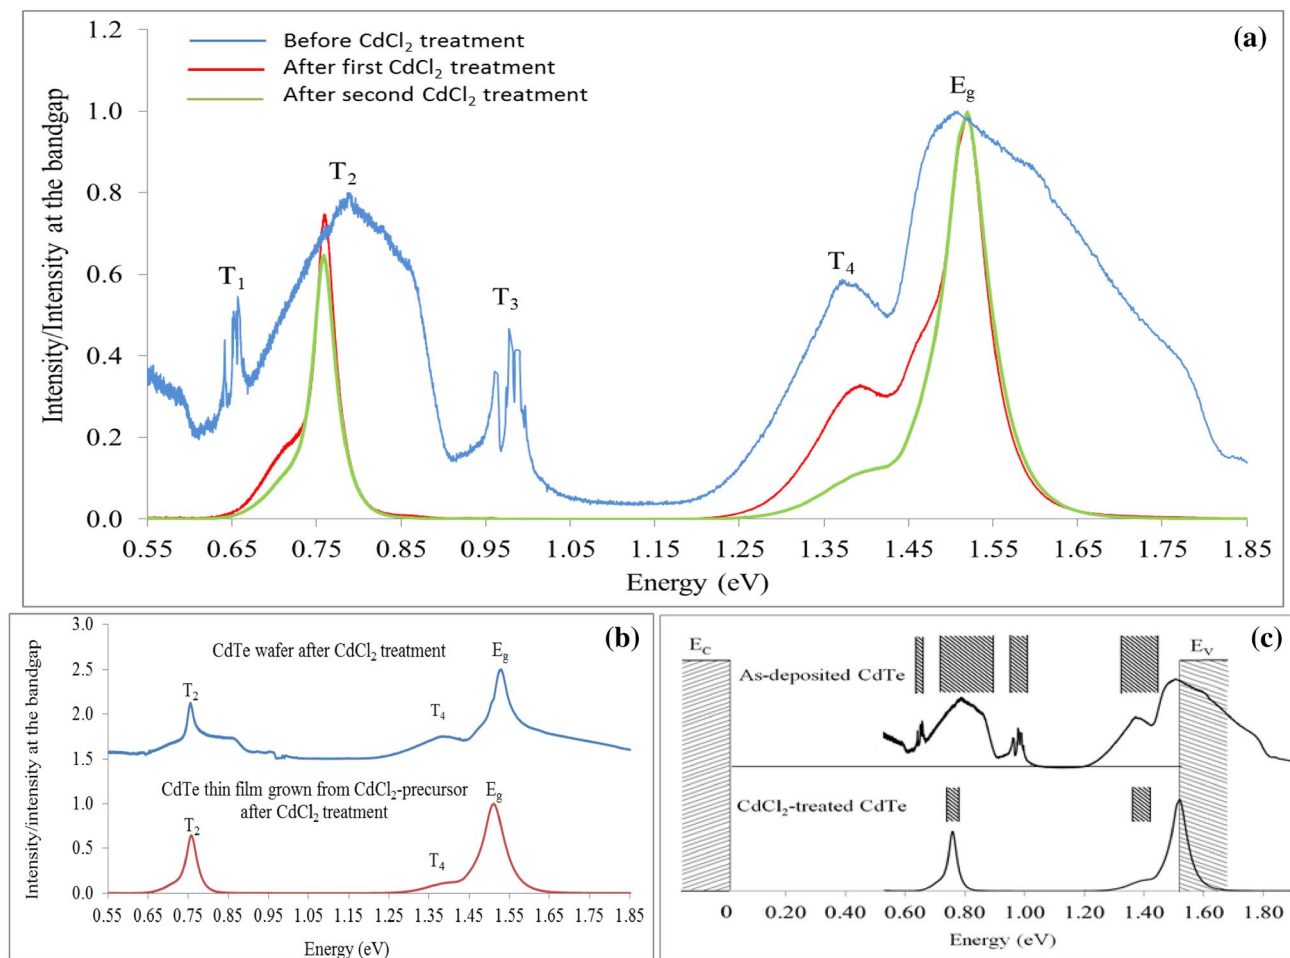 (a)
Before CdCl₂ treatment
After first CdCl₂ treatment
After second CdCl₂ treatment
Intensity/Intensity at the bandgap
1.2
1.0
0.8
0.6
0.4
0.2
0.0
T₁
T₂
T₃
T₄
E_g
0.55 0.65 0.76 0.85 0.96 1.05 1.15 1.25 1.35 1.45 1.55 1.65 1.75 1.85
Energy (eV)
(b)
Intensity/intensity at the bandgap
3.0
2.5
2.0
1.5
1.0
0.5
0.0
CdTe wafer after CdCl₂ treatment
T₂
T₄
E_g
CdTe thin film grown from CdCl₂-precursor
after CdCl₂ treatment
T₂
T₄
E_g
0.55 0.65 0.75 0.85 0.95 1.05 1.15 1.25 1.35 1.45 1.55 1.65 1.75 1.85
Energy (eV)
(c)
E_C
E_V
As-deposited CdTe
CdCl₂-treated CdTe
0 0.20 0.40 0.60 0.80 1.00 1.20 1.40 1.60 1.80
Energy (eV)